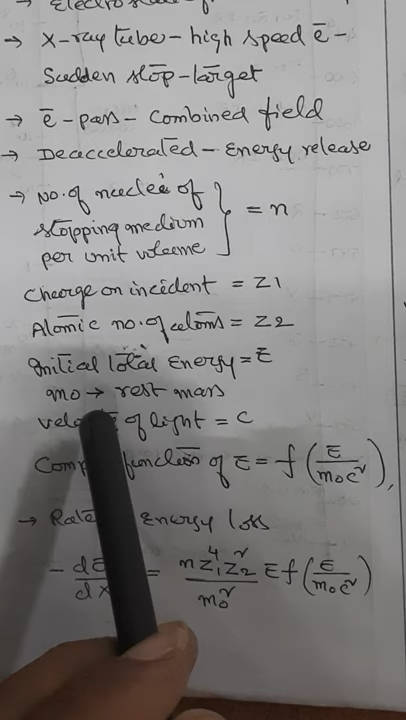 → Electro
→ X-ray tube - high speed ē -
Sudden stop - target
→ ē - pass - Combined field
→ Deaccelerated - Energy release
→ No. of nuclei of
stopping medium
per unit volume } = n
Charge on incident = Z1
Atomic no. of atoms = Z2
Initial total Energy = E
m0 → rest mass
of light = C
function of E = f (E/m0c²),
→ Rate Energy loss
- dE/dx = nZ1⁴Z2²/m0² E f (E/m0c²)